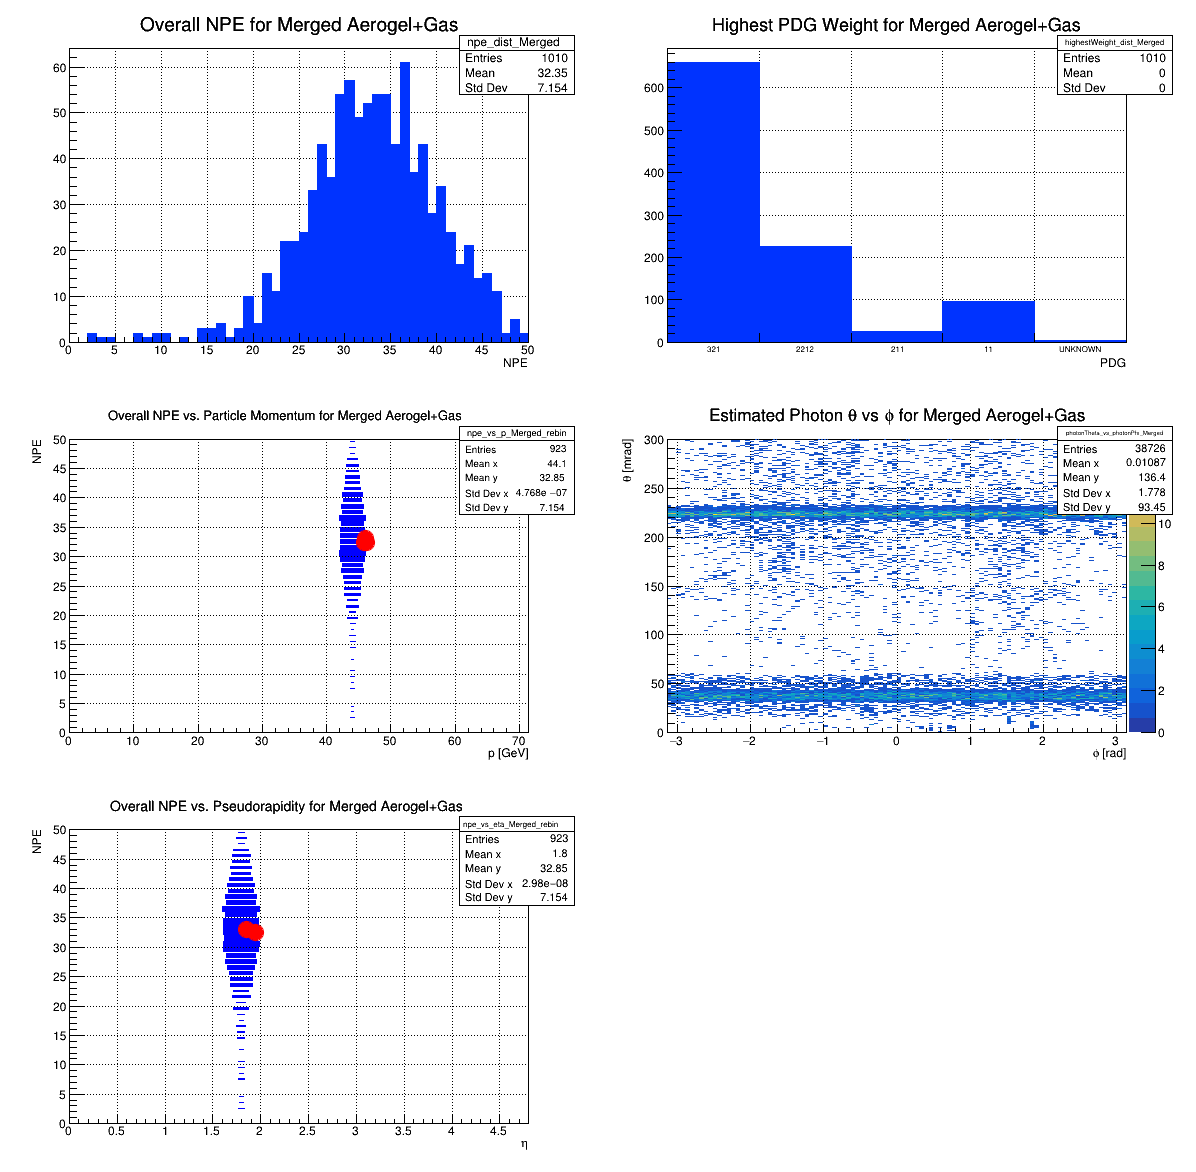 Overall NPE for Merged Aerogel+Gas
npe_dist_Merged
Entries 1010
Mean 32.35
Std Dev 7.154
60
50
40
30
20
10
0
0 5 10 15 20 25 30 35 40 45 50
NPE
Highest PDG Weight for Merged Aerogel+Gas
highestWeight_dist_Merged
Entries 1010
Mean 0
Std Dev 0
600
500
400
300
200
100
0
321 2212 211 11 UNKNOWN
PDG
Overall NPE vs. Particle Momentum for Merged Aerogel+Gas
npe_vs_p_Merged_rebin
Entries 923
Mean x 44.1
Mean y 32.85
Std Dev x 4.768e −07
Std Dev y 7.154
NPE
50
45
40
35
30
25
20
15
10
5
0
0 10 20 30 40 50 60 70
p [GeV]
Estimated Photon θ vs ϕ for Merged Aerogel+Gas
photonTheta_vs_photonPhi_Merged
Entries 38726
Mean x 0.01087
Mean y 136.4
Std Dev x 1.778
Std Dev y 93.45
θ [mrad]
300
250
200
150
100
50
0
−3 −2 −1 0 1 2 3
ϕ [rad]
10
8
6
4
2
0
Overall NPE vs. Pseudorapidity for Merged Aerogel+Gas
npe_vs_eta_Merged_rebin
Entries 923
Mean x 1.8
Mean y 32.85
Std Dev x 2.98e−08
Std Dev y 7.154
NPE
50
45
40
35
30
25
20
15
10
5
0
0 0.5 1 1.5 2 2.5 3 3.5 4 4.5
η